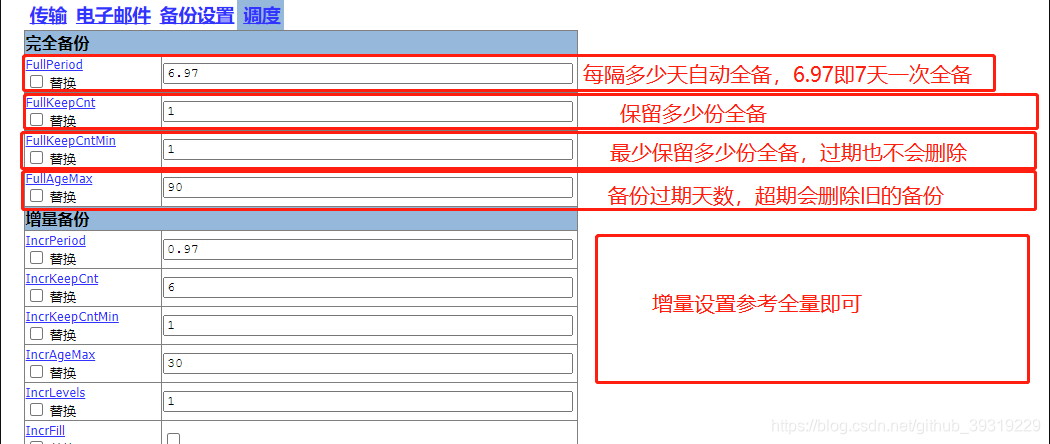 传输 电子邮件 备份设置 调度
完全备份
FullPeriod
替换
6.97
每隔多少天自动全备，6.97即7天一次全备
FullKeepCnt
替换
1
保留多少份全备
FullKeepCntMin
替换
1
最少保留多少份全备，过期也不会删除
FullAgeMax
替换
90
备份过期天数，超期会删除旧的备份
增量备份
IncrPeriod
替换
0.97
IncrKeepCnt
替换
6
增量设置参考全量即可
IncrKeepCntMin
替换
1
IncrAgeMax
替换
30
IncrLevels
替换
1
IncrFill
替换
https://blog.csdn.net/github_39319229